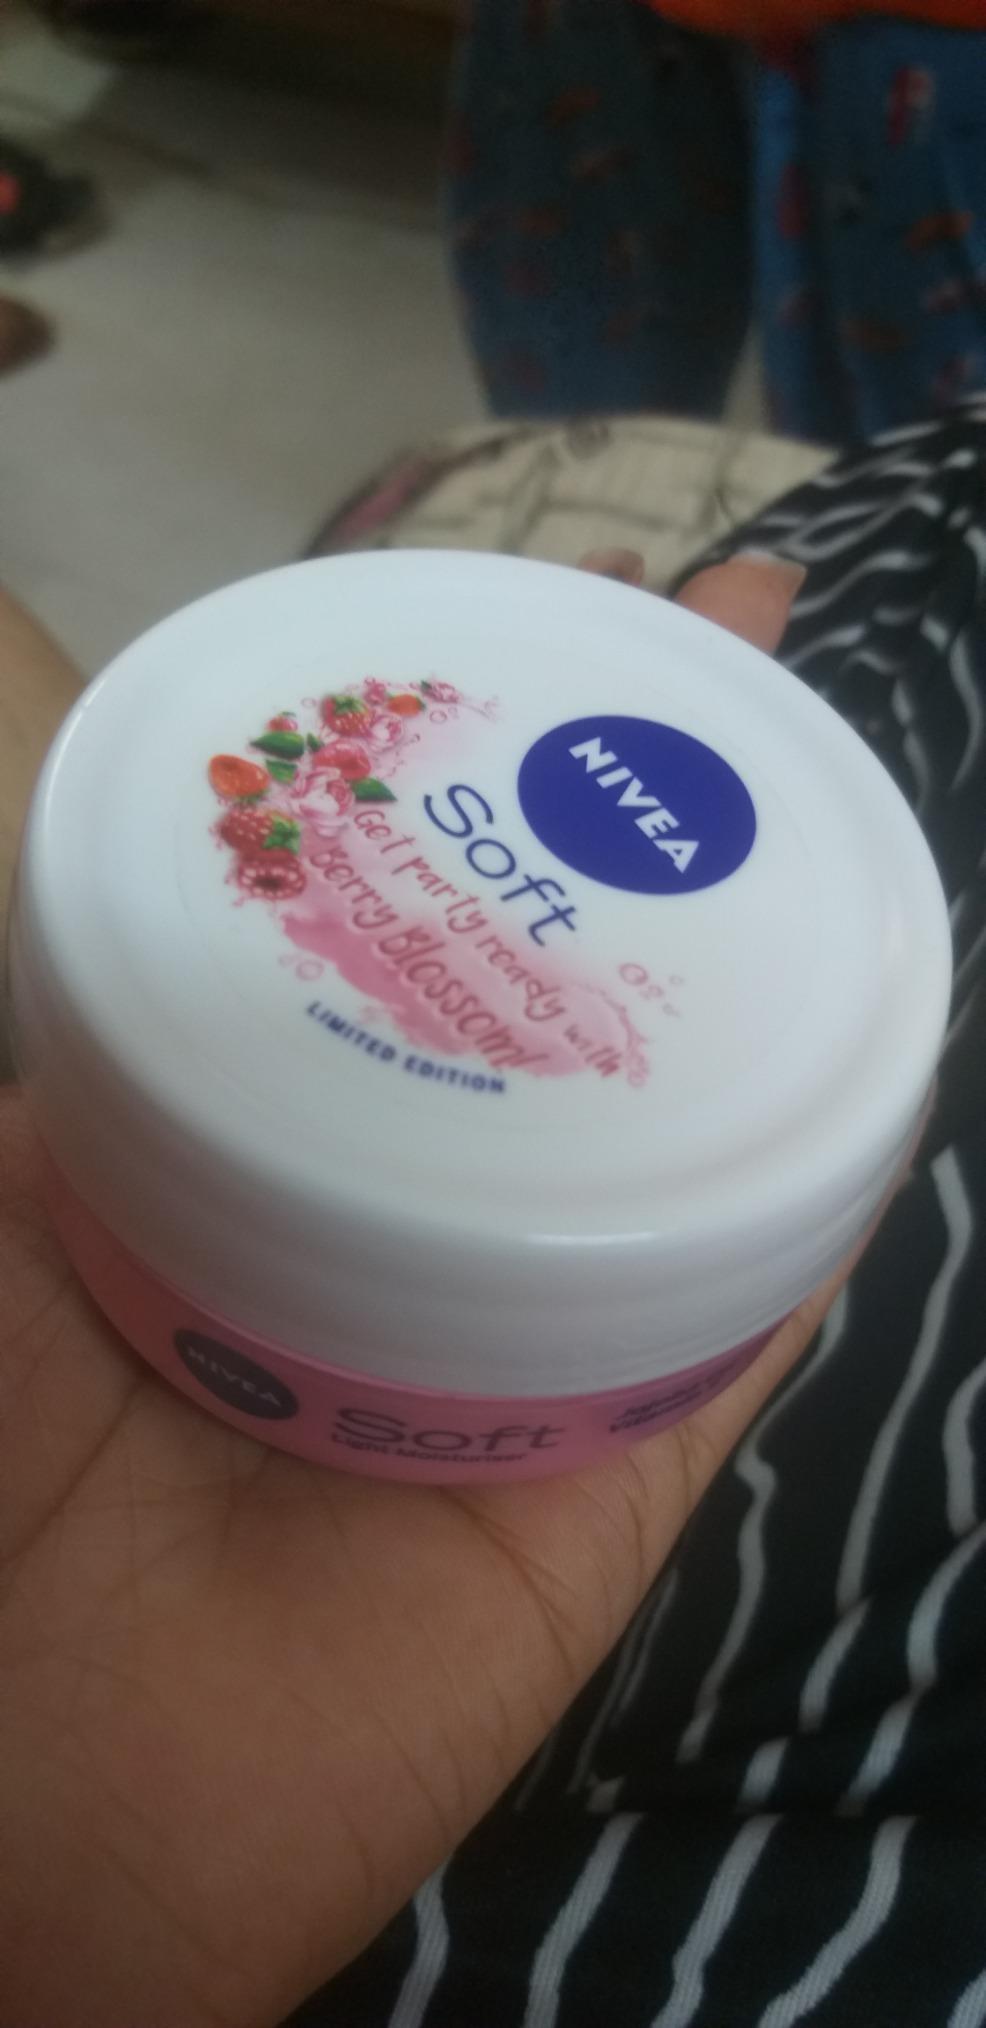 NIVEA
Soft
Get party ready with
Berry Blossom!
LIMITED EDITION
NIVEA
Soft
Light Moisturiser